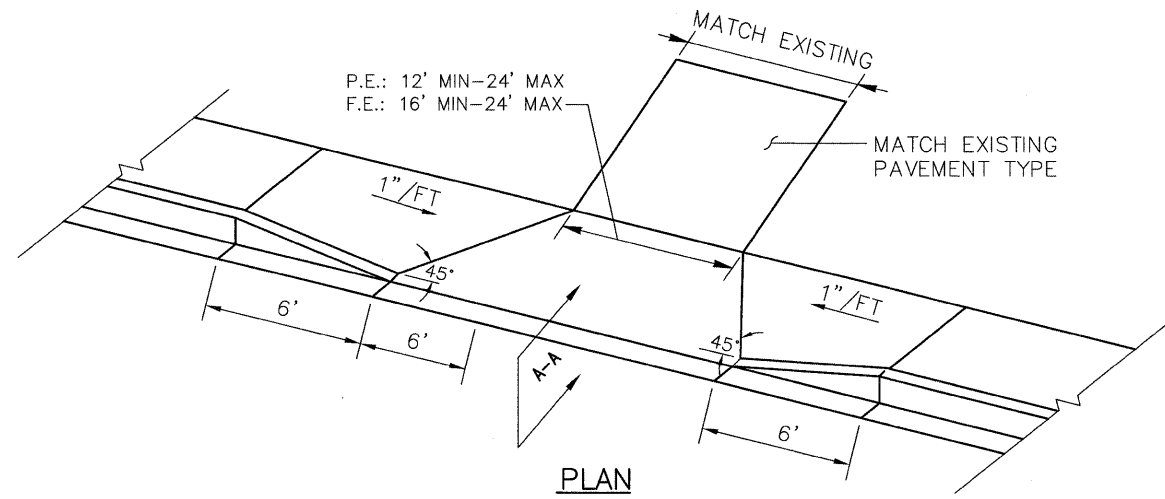 MATCH EXISTING
P.E.: 12' MIN-24' MAX
F.E.: 16' MIN-24' MAX
MATCH EXISTING
PAVEMENT TYPE
1"/FT
45°
1"/FT
6'
6'
45°
A-A
6'
PLAN